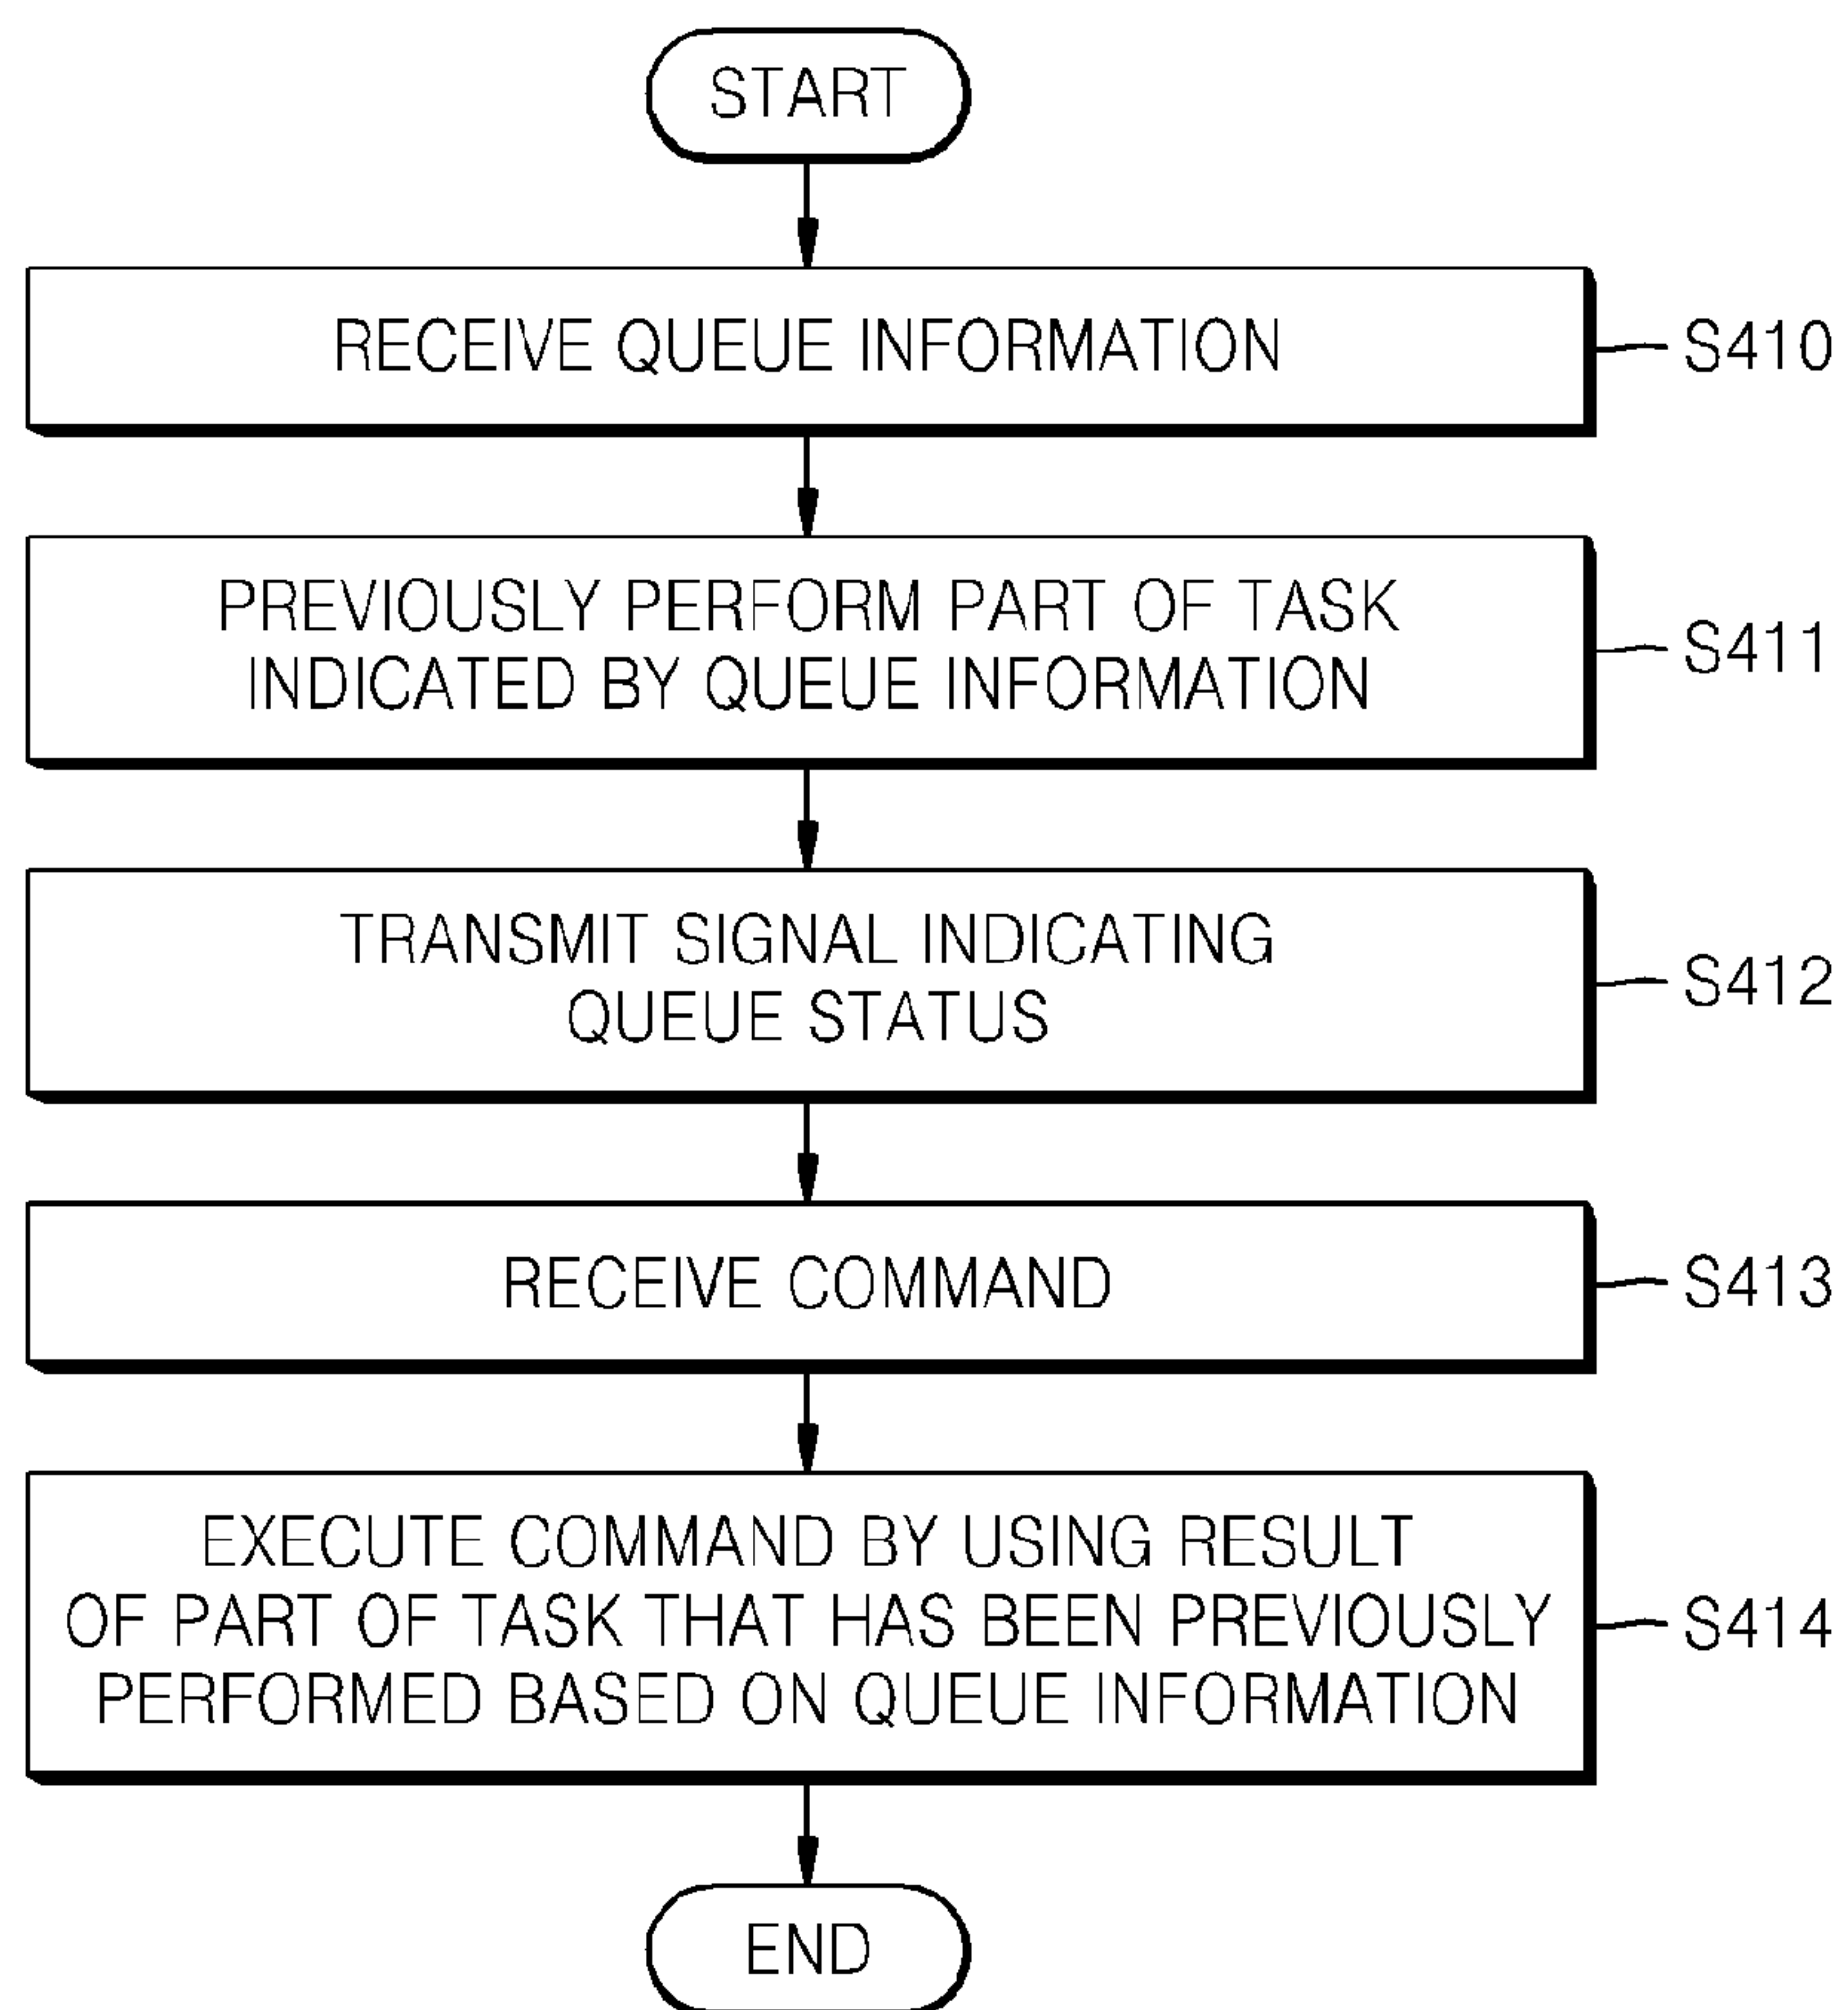 START
RECEIVE QUEUE INFORMATION
S410
PREVIOUSLY PERFORM PART OF TASK
INDICATED BY QUEUE INFORMATION
S411
TRANSMIT SIGNAL INDICATING
QUEUE STATUS
S412
RECEIVE COMMAND
S413
EXECUTE COMMAND BY USING RESULT
OF PART OF TASK THAT HAS BEEN PREVIOUSLY
PERFORMED BASED ON QUEUE INFORMATION
S414
END